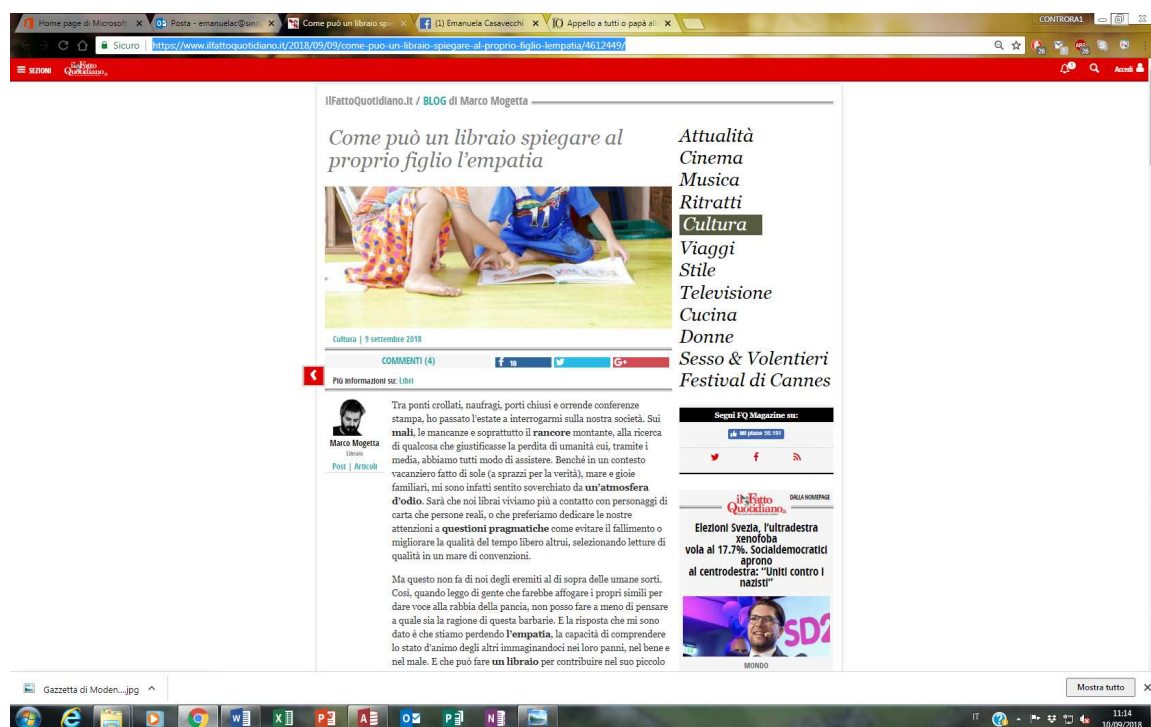 Home page di Microsoft
Posta - emanuelac@sinn
Come può un libraio spie
(1) Emanuela Casavecchi
Appello a tutti o papà all
CONTRORA1
Sicuro
https://www.ilfattoquotidiano.it/2018/09/09/come-puo-un-libraio-spiegare-al-proprio-figlio-lempatia/4612449/
SEZIONI
il Fatto Quotidiano
Accedi
IlFattoQuotidiano.it / BLOG di Marco Mogetta
Come può un libraio spiegare al
proprio figlio l'empatia
Cultura | 9 settembre 2018
COMMENTI (4)
10
G+
Più informazioni su: Libri
Marco Mogetta
Libraio
Post | Articoli
Tra ponti crollati, naufragi, porti chiusi e orrende conferenze
stampa, ho passato l'estate a interrogarmi sulla nostra società. Sui
mali, le mancanze e soprattutto il rancore montante, alla ricerca
di qualcosa che giustificasse la perdita di umanità cui, tramite i
media, abbiamo tutti modo di assistere. Benché in un contesto
vacanziero fatto di sole (a sprazzi per la verità), mare e gioie
familiari, mi sono infatti sentito soverchiato da un'atmosfera
d'odio. Sarà che noi librai viviamo più a contatto con personaggi di
carta che persone reali, o che preferiamo dedicare le nostre
attenzioni a questioni pragmatiche come evitare il fallimento o
migliorare la qualità del tempo libero altrui, selezionando letture di
qualità in un mare di convenzioni.
Ma questo non fa di noi degli eremiti al di sopra delle umane sorti.
Così, quando leggo di gente che farebbe affogare i propri simili per
dare voce alla rabbia della pancia, non posso fare a meno di pensare
a quale sia la ragione di questa barbarie. E la risposta che mi sono
dato è che stiamo perdendo l'empatia, la capacità di comprendere
lo stato d'animo degli altri immaginandoci nei loro panni, nel bene e
nel male. E che può fare un libraio per contribuire nel suo piccolo
Attualità
Cinema
Musica
Ritratti
Cultura
Viaggi
Stile
Televisione
Cucina
Donne
Sesso & Volentieri
Festival di Cannes
Segui FQ Magazine su:
Mi piace 55.191
il Fatto Quotidiano
DALLA HOMEPAGE
Elezioni Svezia, l'ultradestra
xenofoba
vola al 17.7%. Socialdemocratici
aprono
al centrodestra: "Uniti contro i
nazisti"
SD
MONDO
Gazzetta di Moden....jpg
Mostra tutto
IT
11:14
10/09/2018